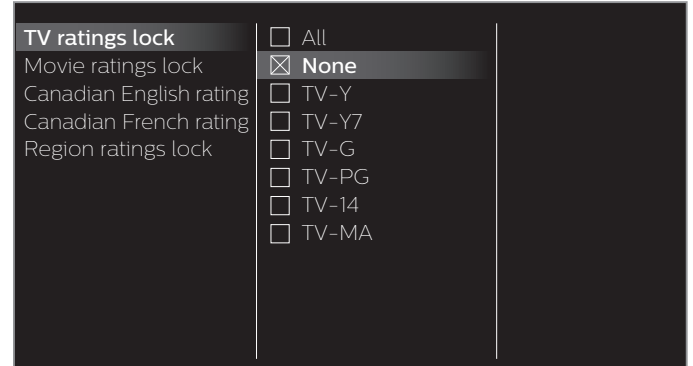 TV ratings lock
Movie ratings lock
Canadian English rating
Canadian French rating
Region ratings lock
All
None
TV-Y
TV-Y7
TV-G
TV-PG
TV-14
TV-MA